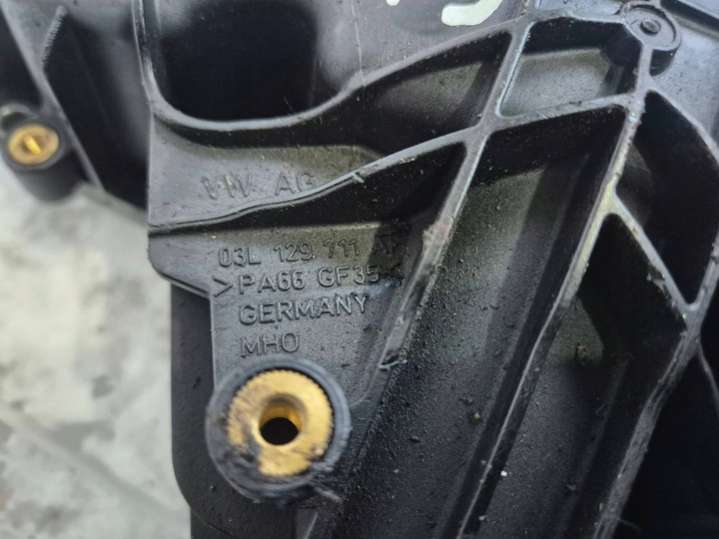 VW AG
03L 129 711
>PA66 GF35<
GERMANY
MHO